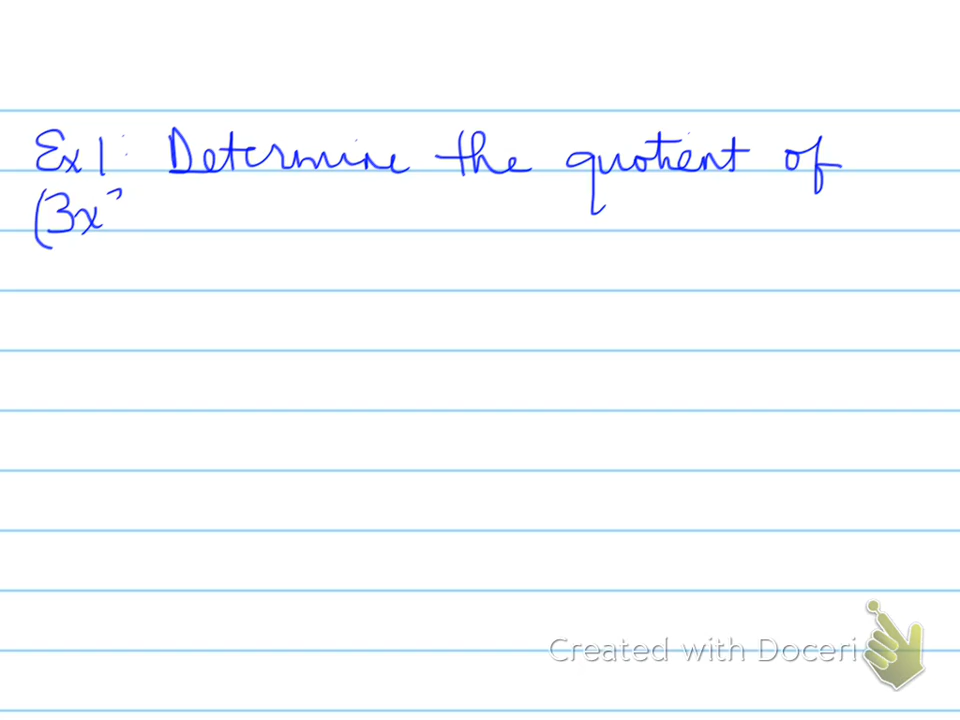 Ex 1: Determine the quotient of
(3x
Created with Doceri